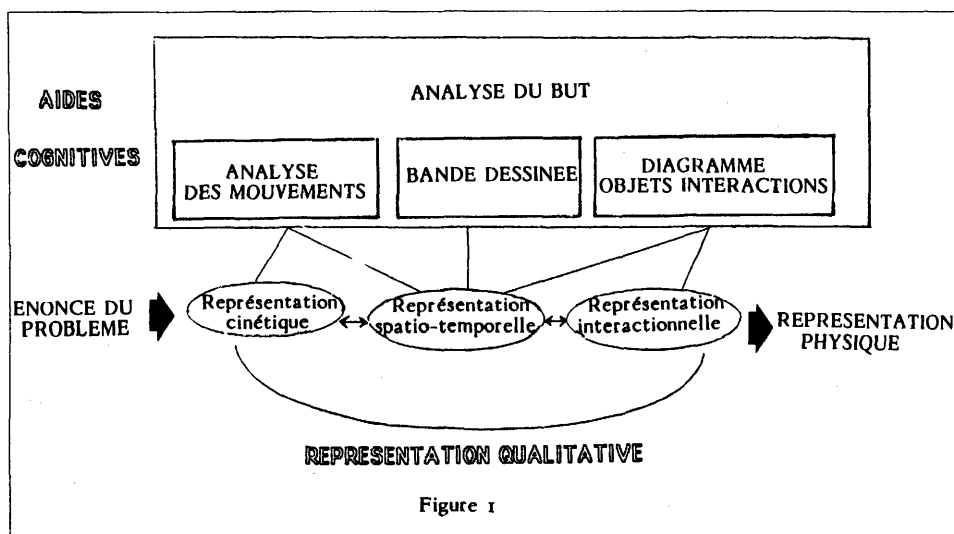 AIDES
COGNITIVES
ANALYSE DU BUT
ANALYSE
DES MOUVEMENTS
BANDE DESSINEE
DIAGRAMME
OBJETS INTERACTIONS
ENONCE DU
PROBLEME
Représentation
cinétique
Représentation
spatio-temporelle
Représentation
interactionnelle
REPRESENTATION
PHYSIQUE
REPRESENTATION QUALITATIVE
Figure 1